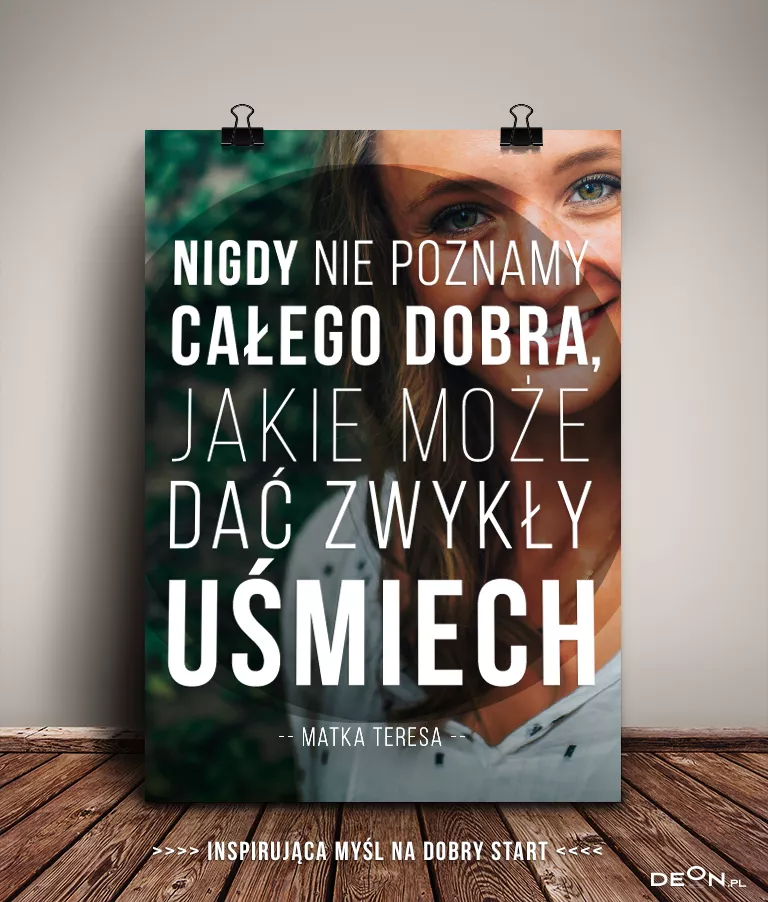 NIGDY NIE POZNAMY
CAŁEGO DOBRA,
JAKIE MOŻE
DAĆ ZWYKŁY
UŚMIECH
-- MATKA TERESA --
>>>> INSPIRUJĄCA MYŚL NA DOBRY START <<<<
DEON.PL